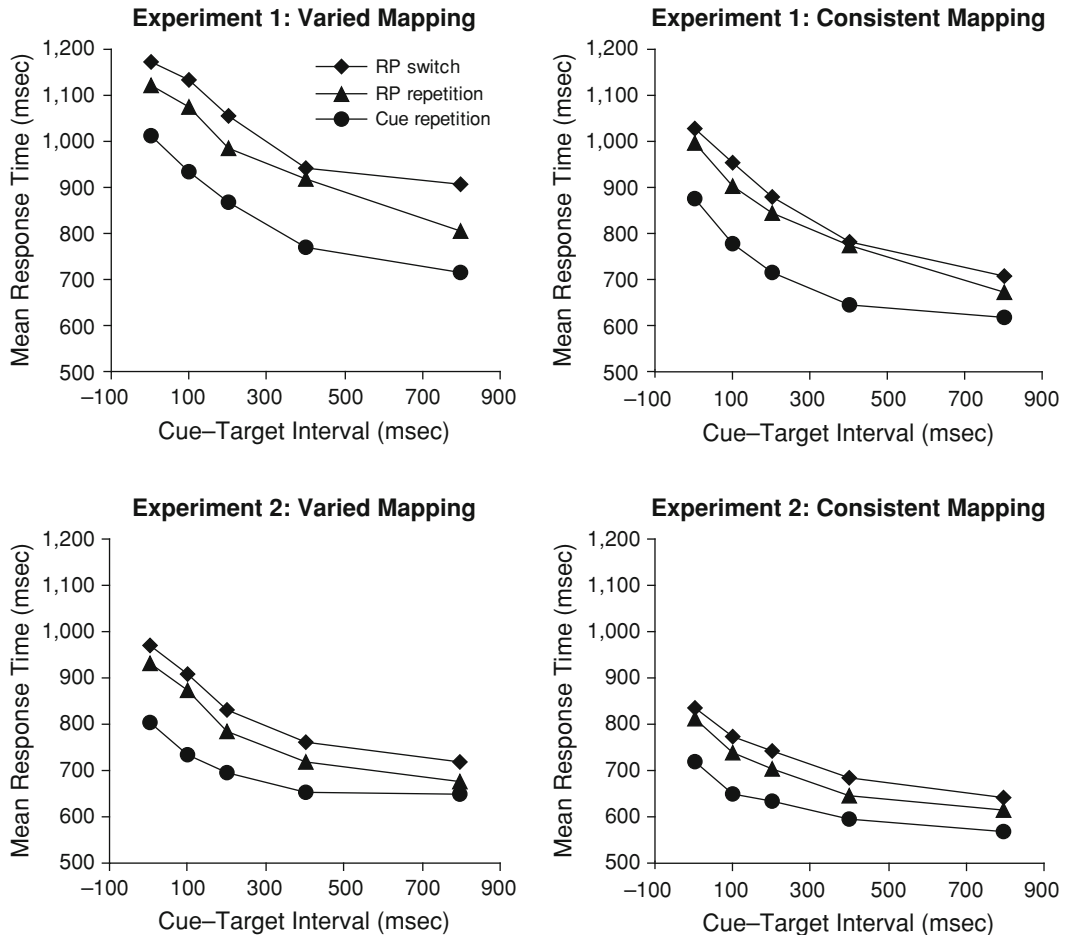 Experiment 1: Varied Mapping
Mean Response Time (msec)
1,200
1,100
1,000
900
800
700
600
500
–100 100 300 500 700 900
Cue–Target Interval (msec)
RP switch
RP repetition
Cue repetition
Experiment 1: Consistent Mapping
Mean Response Time (msec)
1,200
1,100
1,000
900
800
700
600
500
–100 100 300 500 700 900
Cue–Target Interval (msec)
Experiment 2: Varied Mapping
Mean Response Time (msec)
1,200
1,100
1,000
900
800
700
600
500
–100 100 300 500 700 900
Cue–Target Interval (msec)
Experiment 2: Consistent Mapping
Mean Response Time (msec)
1,200
1,100
1,000
900
800
700
600
500
–100 100 300 500 700 900
Cue–Target Interval (msec)